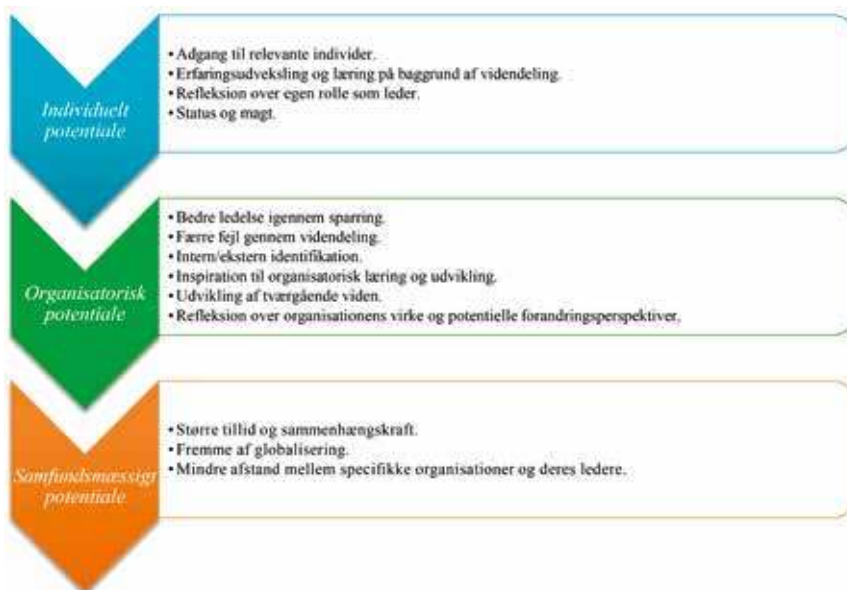 Individuelt
potentiale
• Adgang til relevante individer.
• Erfaringsudveksling og læring på baggrund af videndeling.
• Refleksion over egen rolle som leder.
• Status og magt.
Organisatorisk
potentiale
• Bedre ledelse igennem sparring.
• Færre fejl gennem videndeling.
• Intern/ekstern identifikation.
• Inspiration til organisatorisk læring og udvikling.
• Udvikling af tværgående viden.
• Refleksion over organisationens virke og potentielle forandringsperspektiver.
Samfundsmæssigt
potentiale
• Større tillid og sammenhængskraft.
• Fremme af globalisering.
• Mindre afstand mellem specifikke organisationer og deres ledere.